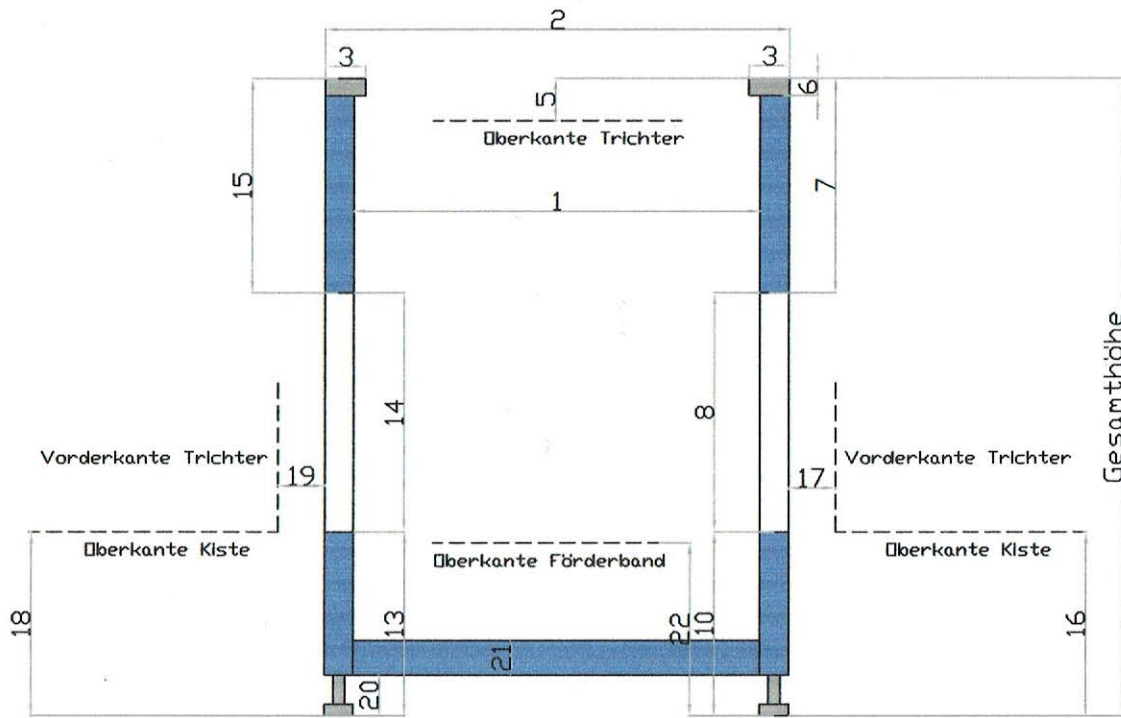 2
3
3
6
5
Oberkante Trichter
15
7
1
14
8
Gesamthöhe
Vorderkante Trichter
Vorderkante Trichter
19
17
Oberkante Kiste
Oberkante Förderband
Oberkante Kiste
18
13
22
10
16
21
20